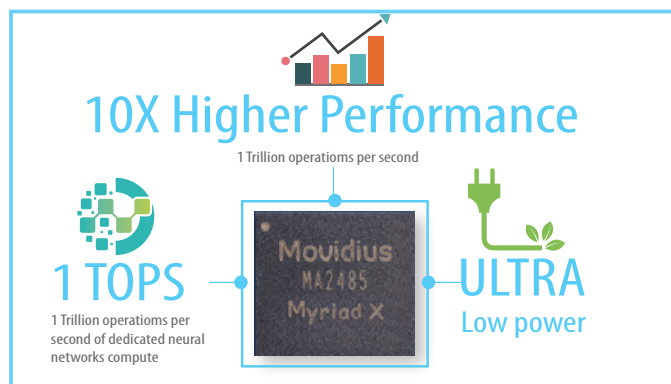 10X Higher Performance
1 Trillion operatioms per second
1 TOPS
1 Trillion operatioms per
second of dedicated neural
networks compute
Movidius
MA2485
Myriad X
ULTRA
Low power